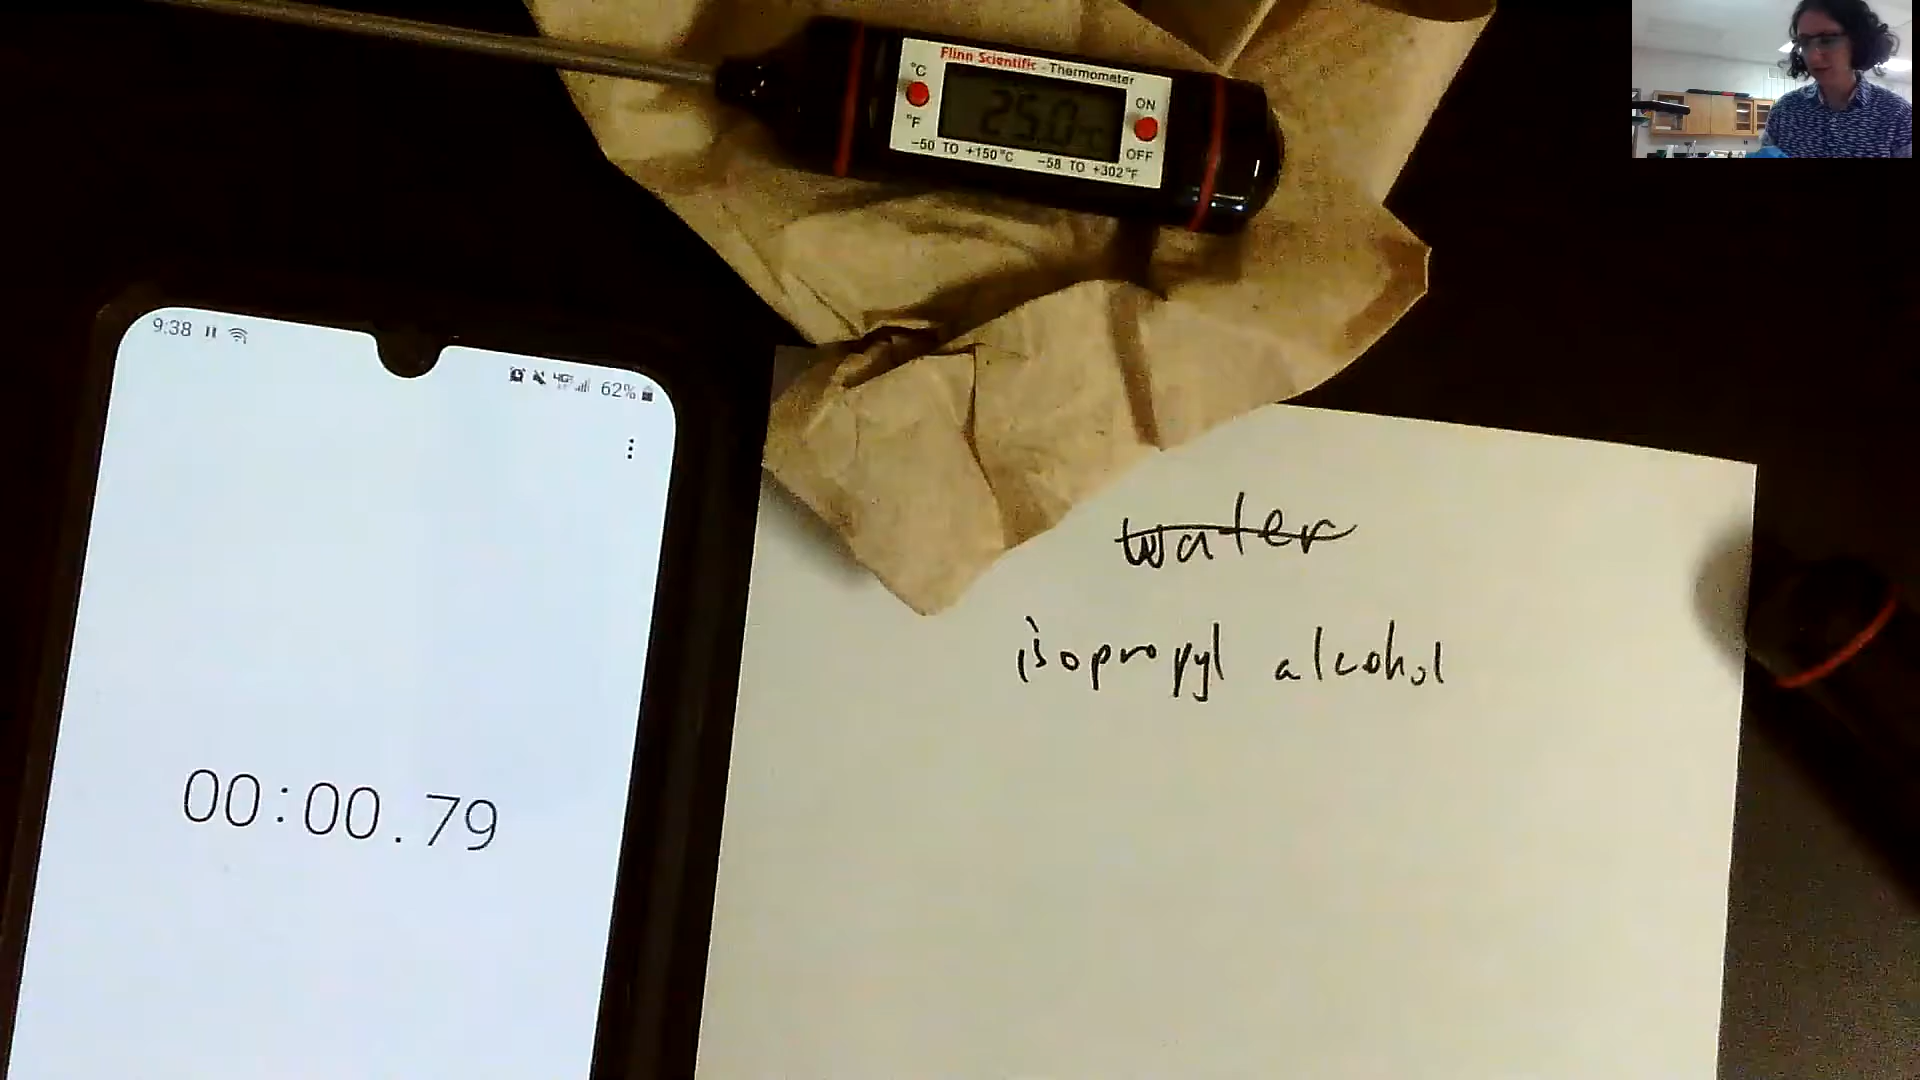 Flinn Scientific - Thermometer
°C
°F
25.0 °C
ON
OFF
-50 TO +150°C -58 TO +302°F
9:38
4G 62%
00:00.79
water
isopropyl alcohol